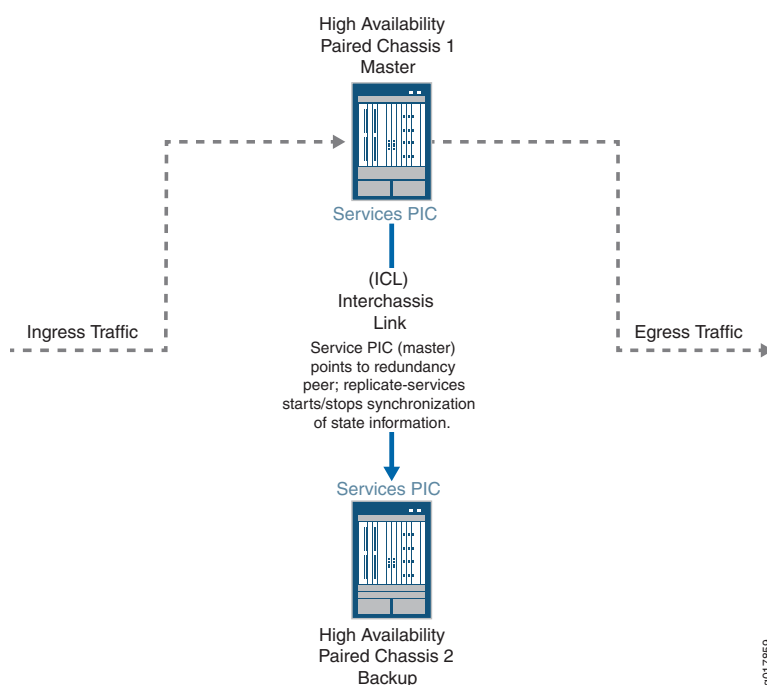 High Availability
Paired Chassis 1
Master
Services PIC
(ICL)
Interchassis
Link
Ingress Traffic
Egress Traffic
Service PIC (master)
points to redundancy
peer; replicate-services
starts/stops synchronization
of state information.
Services PIC
High Availability
Paired Chassis 2
Backup
g017859